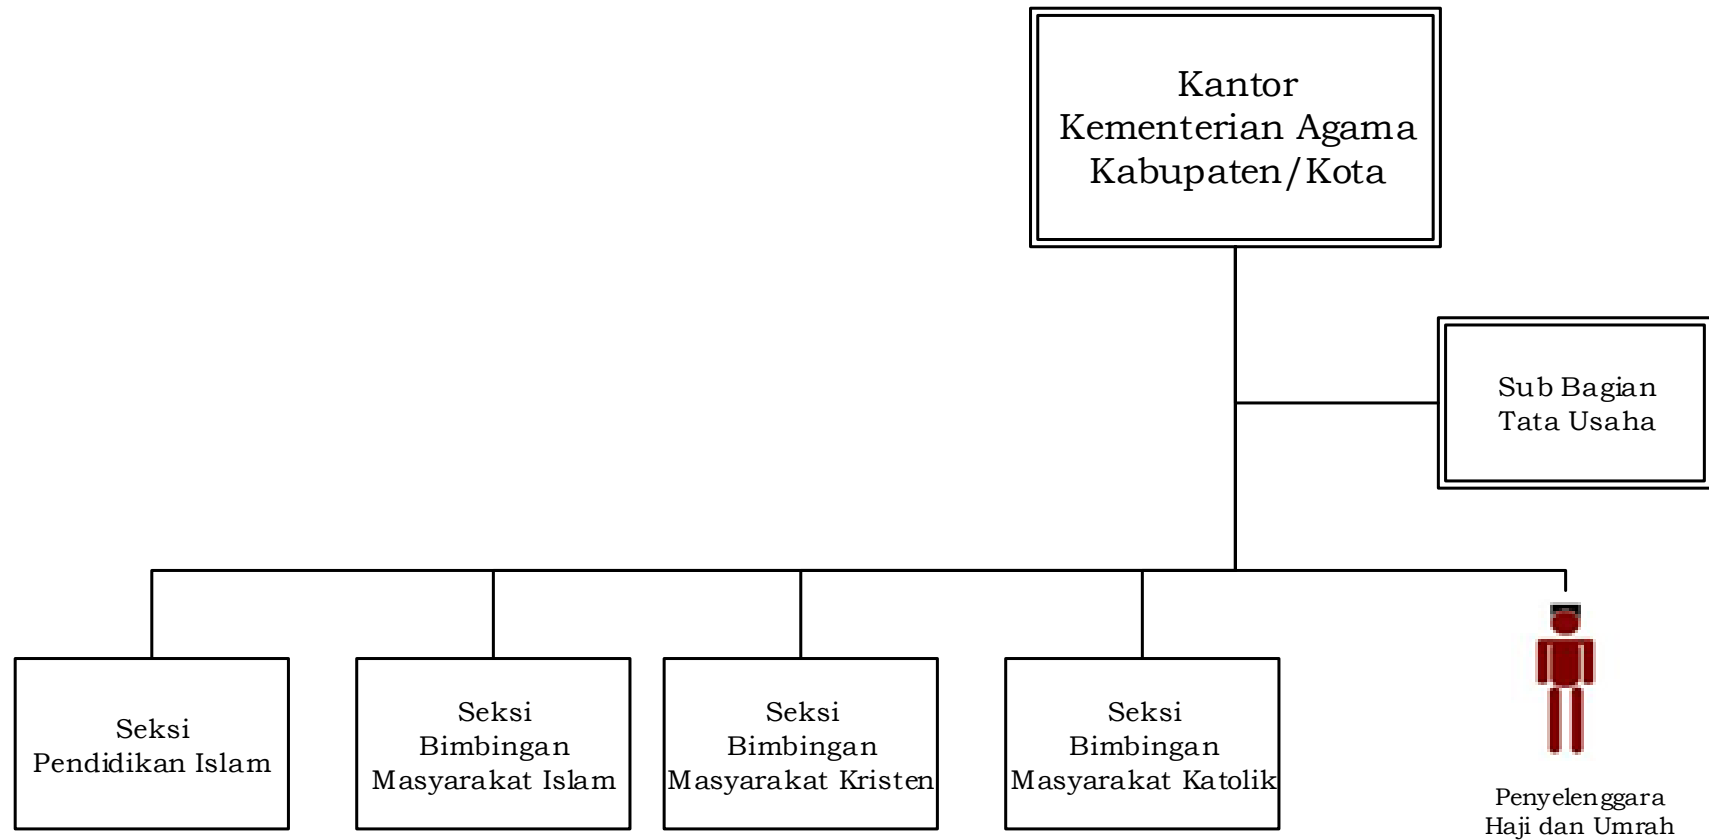 Kantor
Kementerian Agama
Kabupaten/Kota
Sub Bagian
Tata Usaha
Seksi
Pendidikan Islam
Seksi
Bimbingan
Masyarakat Islam
Seksi
Bimbingan
Masyarakat Kristen
Seksi
Bimbingan
Masyarakat Katolik
Penyelenggara
Haji dan Umrah